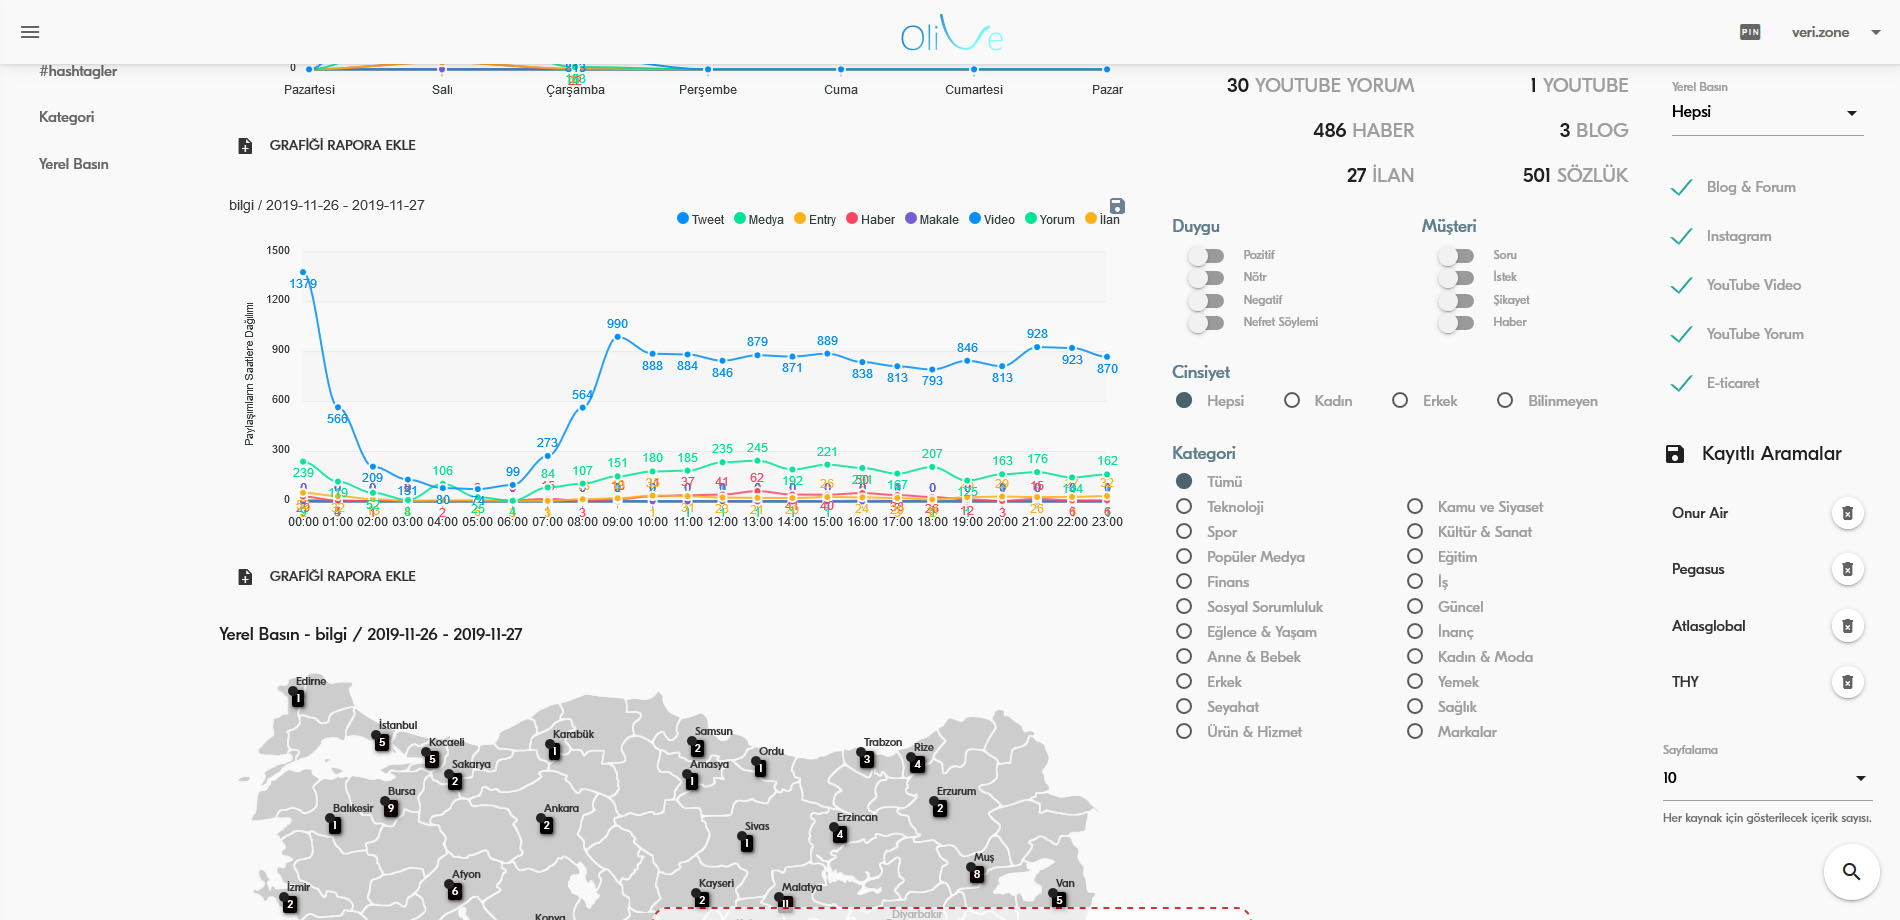 Olive
PIN
veri.zone
#hashtagler
Kategori
Yerel Basın
0
Pazartesi
Salı
Çarşamba
Perşembe
Cuma
Cumartesi
Pazar
GRAFİĞİ RAPORA EKLE
bilgi / 2019-11-26 - 2019-11-27
Tweet
Medya
Entry
Haber
Makale
Video
Yorum
İlan
Paylaşımların Saatlere Dağılımı
1500
1200
900
600
300
0
1379
566
209
131
80
74
99
273
564
990
888
884
846
879
871
889
838
813
793
846
813
928
923
870
239
106
84
107
151
180
185
235
245
192
221
207
163
176
162
37
41
62
00:00 01:00 02:00 03:00 04:00 05:00 06:00 07:00 08:00 09:00 10:00 11:00 12:00 13:00 14:00 15:00 16:00 17:00 18:00 19:00 20:00 21:00 22:00 23:00
GRAFİĞİ RAPORA EKLE
Yerel Basın - bilgi / 2019-11-26 - 2019-11-27
Edirne
1
İstanbul
5
Kocaeli
5
Sakarya
2
Karabük
1
Samsun
2
Amasya
1
Ordu
1
Trabzon
3
Rize
4
Bursa
9
Balıkesir
1
Ankara
2
Sivas
1
Erzincan
4
Erzurum
2
Muş
8
Afyon
6
İzmir
2
Kayseri
2
Malatya
11
Van
5
Konya
Diyarbakır
30 YOUTUBE YORUM
1 YOUTUBE
486 HABER
3 BLOG
27 İLAN
501 SÖZLÜK
Duygu
Pozitif
Nötr
Negatif
Nefret Söylemi
Müşteri
Soru
İstek
Şikayet
Haber
Cinsiyet
Hepsi
Kadın
Erkek
Bilinmeyen
Kategori
Tümü
Teknoloji
Kamu ve Siyaset
Spor
Kültür & Sanat
Popüler Medya
Eğitim
Finans
İş
Sosyal Sorumluluk
Güncel
Eğlence & Yaşam
İnanç
Anne & Bebek
Kadın & Moda
Erkek
Yemek
Seyahat
Sağlık
Ürün & Hizmet
Markalar
Yerel Basın
Hepsi
Blog & Forum
Instagram
YouTube Video
YouTube Yorum
E-ticaret
Kayıtlı Aramalar
Onur Air
Pegasus
Atlasglobal
THY
Sayfalama
10
Her kaynak için gösterilecek içerik sayısı.